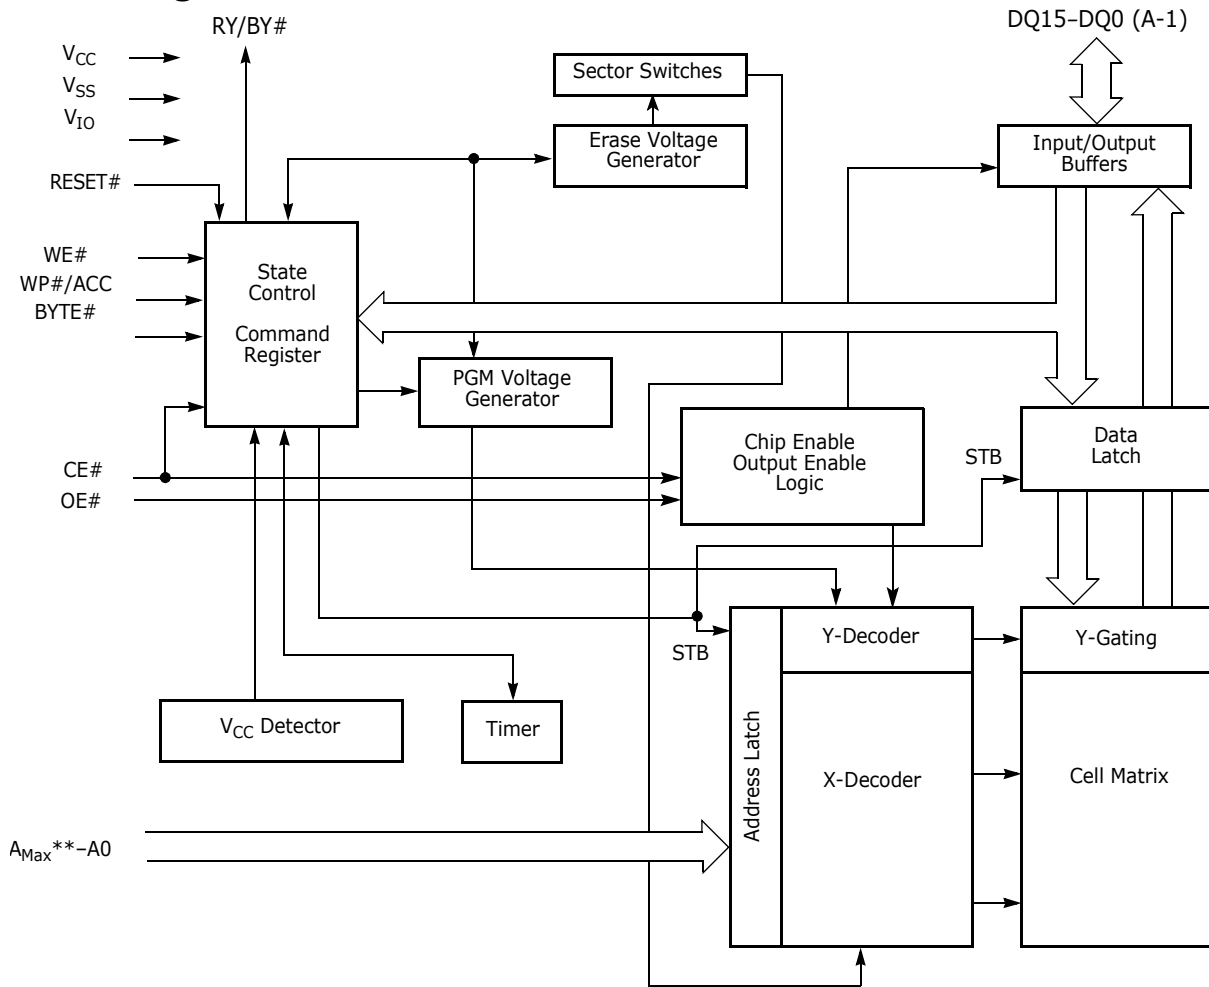 RY/BY#
DQ15–DQ0 (A-1)
VCC
VSS
VIO
Sector Switches
Erase Voltage
Generator
Input/Output
Buffers
RESET#
WE#
WP#/ACC
BYTE#
State
Control
Command
Register
PGM Voltage
Generator
Chip Enable
Output Enable
Logic
STB
Data
Latch
CE#
OE#
STB
Y-Decoder
Y-Gating
VCC Detector
Timer
Address Latch
X-Decoder
Cell Matrix
AMax**–A0